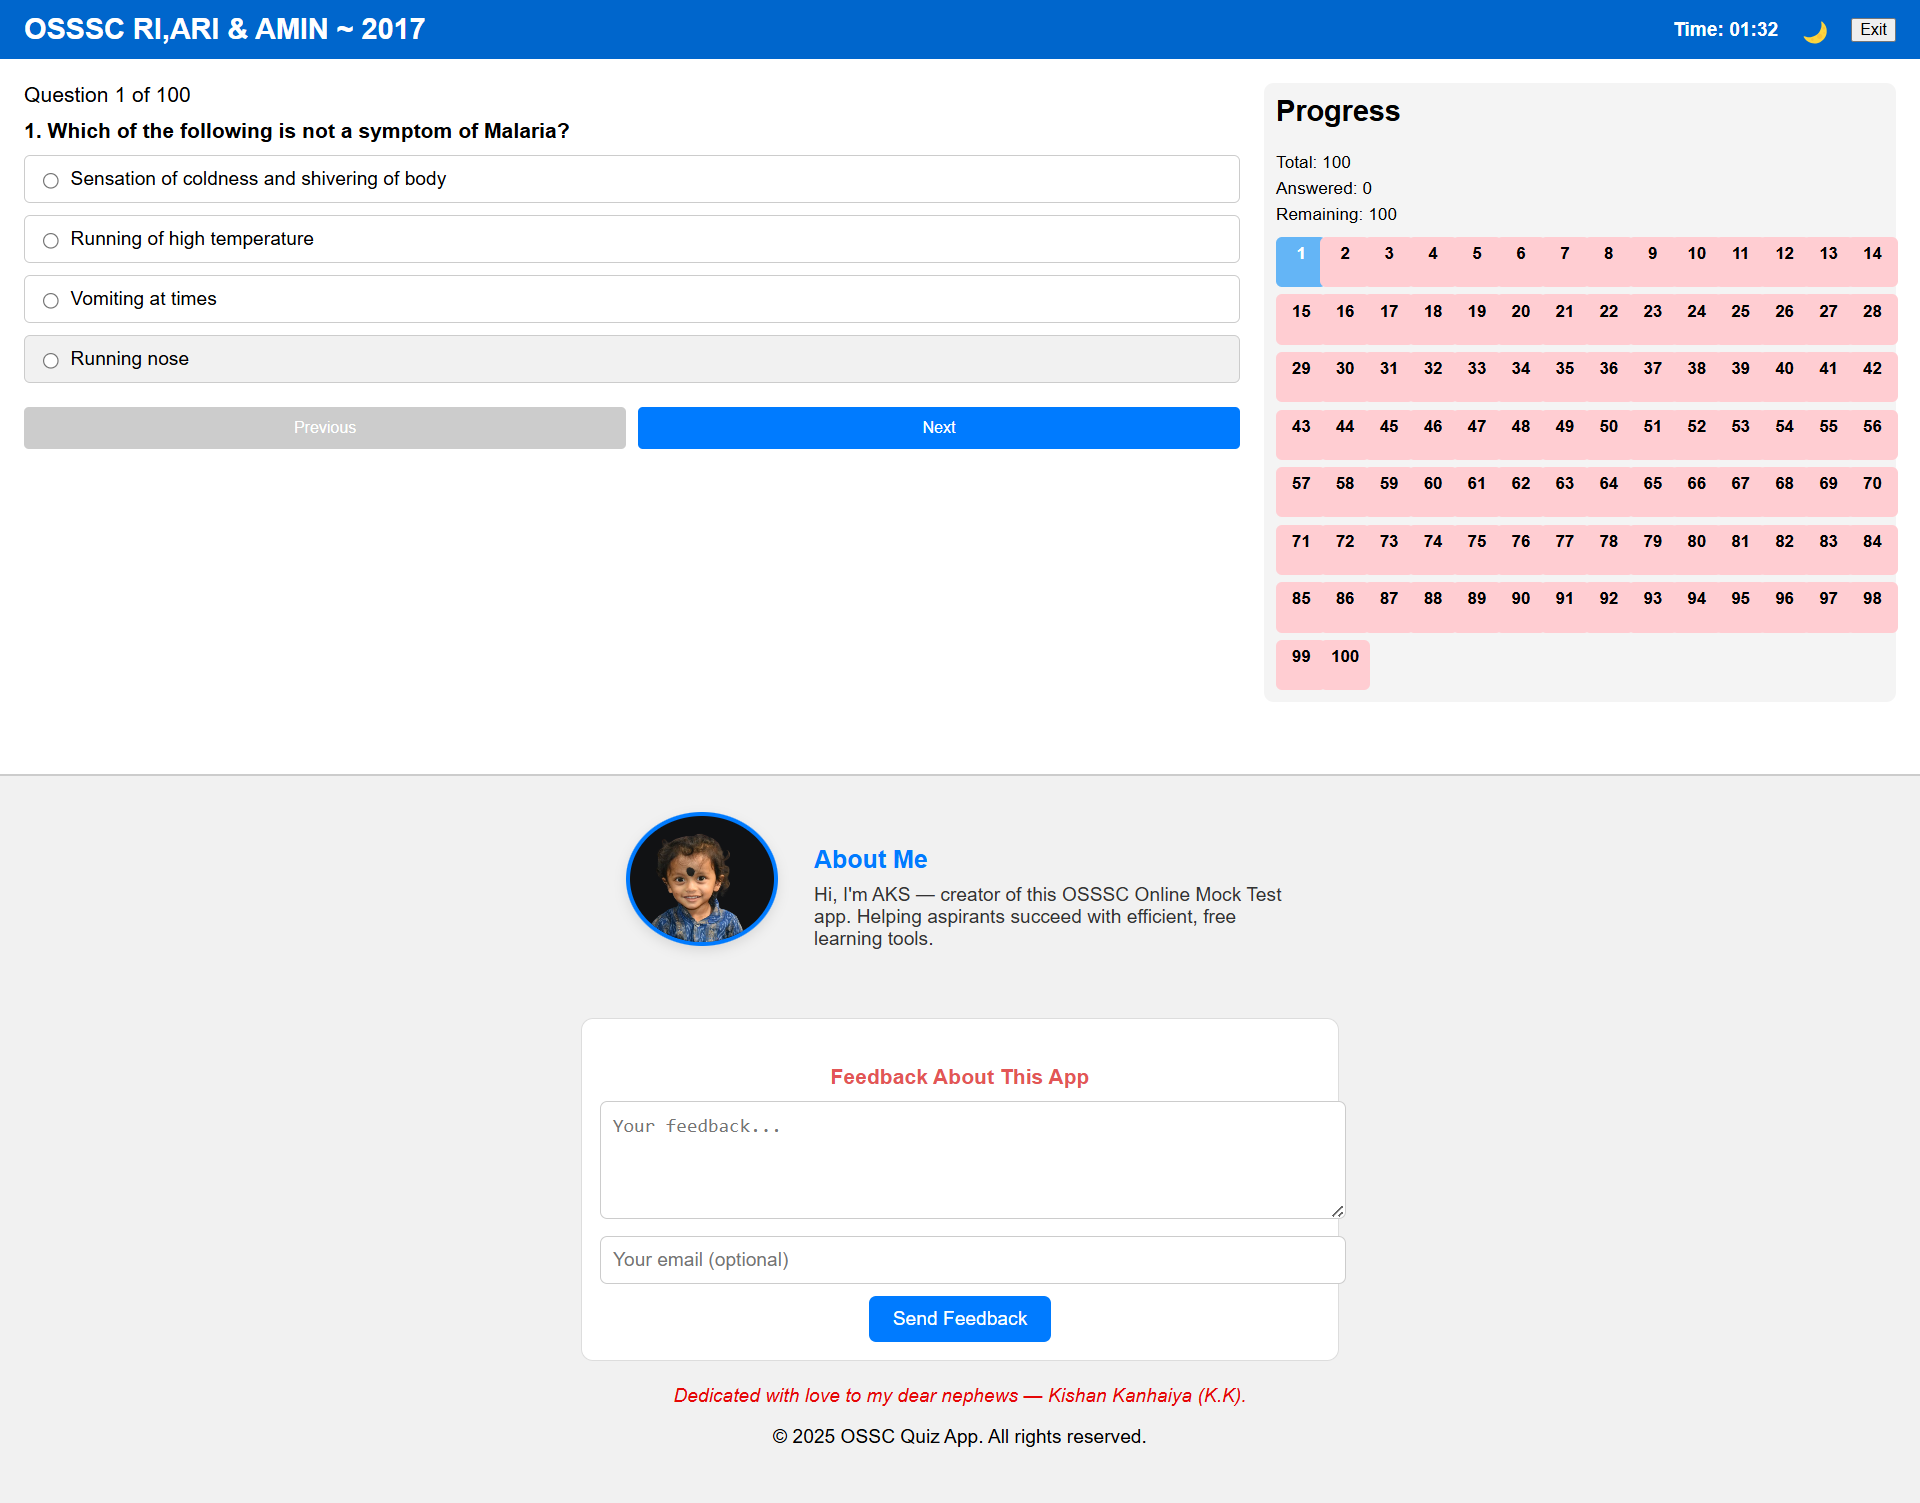 OSSSC RI,ARI & AMIN ~ 2017
Time: 01:32
Exit
Question 1 of 100
1. Which of the following is not a symptom of Malaria?
Sensation of coldness and shivering of body
Running of high temperature
Vomiting at times
Running nose
Previous
Next
Progress
Total: 100
Answered: 0
Remaining: 100
1 2 3 4 5 6 7 8 9 10 11 12 13 14
15 16 17 18 19 20 21 22 23 24 25 26 27 28
29 30 31 32 33 34 35 36 37 38 39 40 41 42
43 44 45 46 47 48 49 50 51 52 53 54 55 56
57 58 59 60 61 62 63 64 65 66 67 68 69 70
71 72 73 74 75 76 77 78 79 80 81 82 83 84
85 86 87 88 89 90 91 92 93 94 95 96 97 98
99 100
About Me
Hi, I'm AKS — creator of this OSSSC Online Mock Test
app. Helping aspirants succeed with efficient, free
learning tools.
Feedback About This App
Your feedback...
Your email (optional)
Send Feedback
Dedicated with love to my dear nephews — Kishan Kanhaiya (K.K).
© 2025 OSSC Quiz App. All rights reserved.